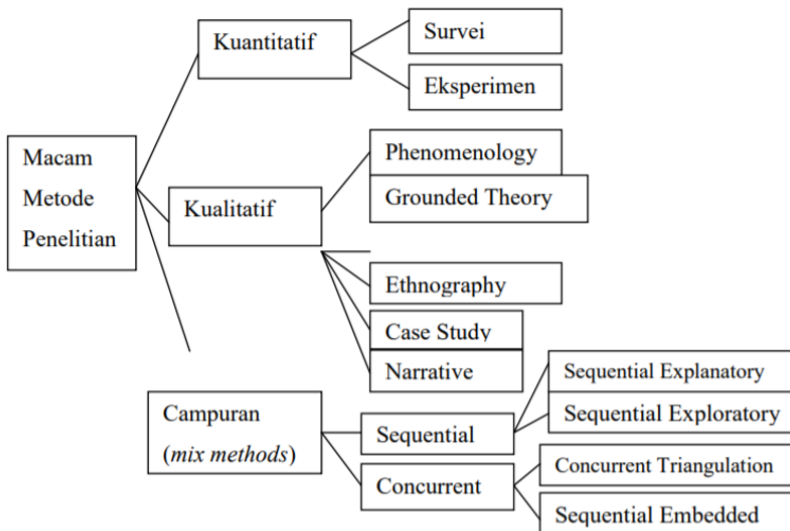 Macam
Metode
Penelitian
Kuantitatif
Survei
Eksperimen
Kualitatif
Phenomenology
Grounded Theory
Ethnography
Case Study
Narrative
Campuran
(mix methods)
Sequential
Sequential Explanatory
Sequential Exploratory
Concurrent
Concurrent Triangulation
Sequential Embedded